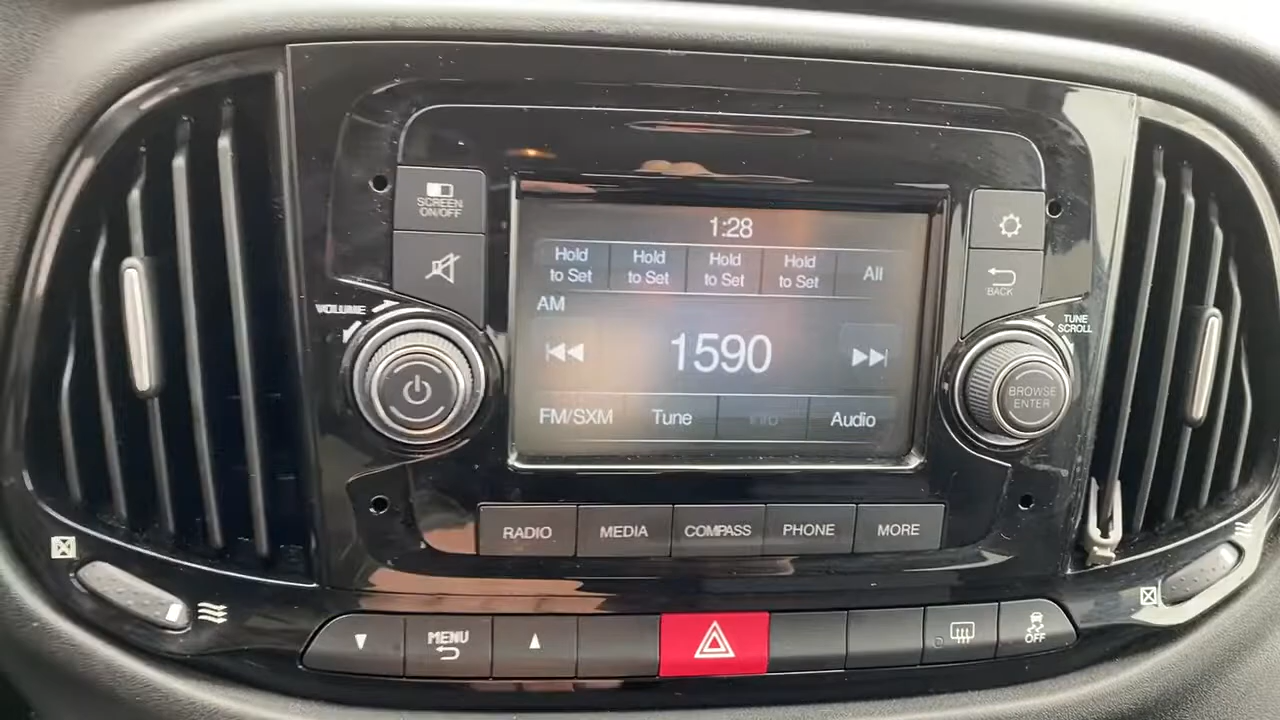 SCREEN
ON/OFF
VOLUME
1:28
Hold
to Set
Hold
to Set
Hold
to Set
Hold
to Set
All
AM
1590
FM/SXM
Tune
Info
Audio
BACK
TUNE
SCROLL
BROWSE
ENTER
RADIO
MEDIA
COMPASS
PHONE
MORE
MENU
OFF